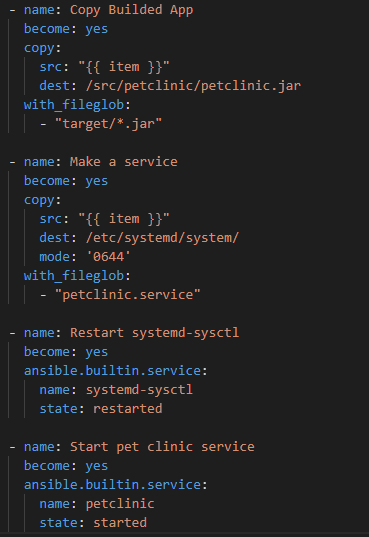 - name: Copy Builded App
  become: yes
  copy:
    src: "{{ item }}"
    dest: /src/petclinic/petclinic.jar
  with_fileglob:
    - "target/*.jar"

- name: Make a service
  become: yes
  copy:
    src: "{{ item }}"
    dest: /etc/systemd/system/
    mode: '0644'
  with_fileglob:
    - "petclinic.service"

- name: Restart systemd-sysctl
  become: yes
  ansible.builtin.service:
    name: systemd-sysctl
    state: restarted

- name: Start pet clinic service
  become: yes
  ansible.builtin.service:
    name: petclinic
    state: started